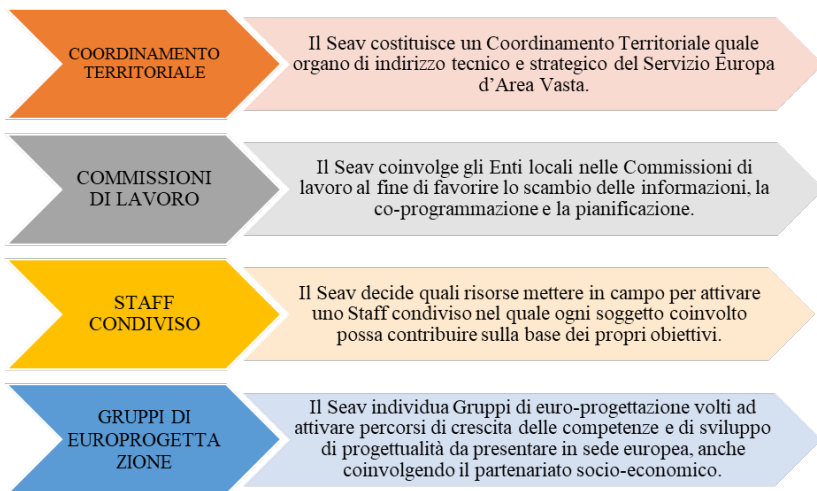 COORDINAMENTO
TERRITORIALE
Il Seav costituisce un Coordinamento Territoriale quale
organo di indirizzo tecnico e strategico del Servizio Europa
d’Area Vasta.
COMMISSIONI
DI LAVORO
Il Seav coinvolge gli Enti locali nelle Commissioni di
lavoro al fine di favorire lo scambio delle informazioni, la
co-programmazione e la pianificazione.
STAFF
CONDIVISO
Il Seav decide quali risorse mettere in campo per attivare
uno Staff condiviso nel quale ogni soggetto coinvolto
possa contribuire sulla base dei propri obiettivi.
GRUPPI DI
EUROPROGETTA
ZIONE
Il Seav individua Gruppi di euro-progettazione volti ad
attivare percorsi di crescita delle competenze e di sviluppo
di progettualità da presentare in sede europea, anche
coinvolgendo il partenariato socio-economico.